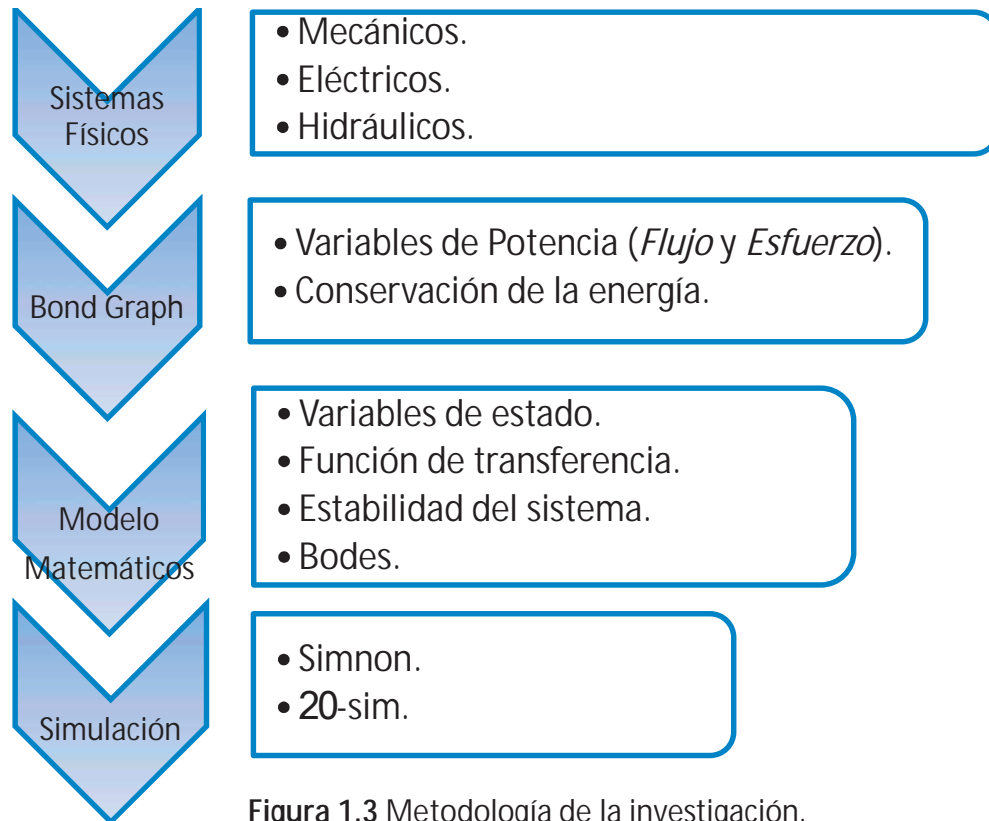 Sistemas
Físicos
• Mecánicos.
• Eléctricos.
• Hidráulicos.
Bond Graph
• Variables de Potencia (Flujo y Esfuerzo).
• Conservación de la energía.
Modelo
Matemáticos
• Variables de estado.
• Función de transferencia.
• Estabilidad del sistema.
• Bodes.
Simulación
• Simnon.
• 20-sim.
Figura 1.3 Metodología de la investigación.